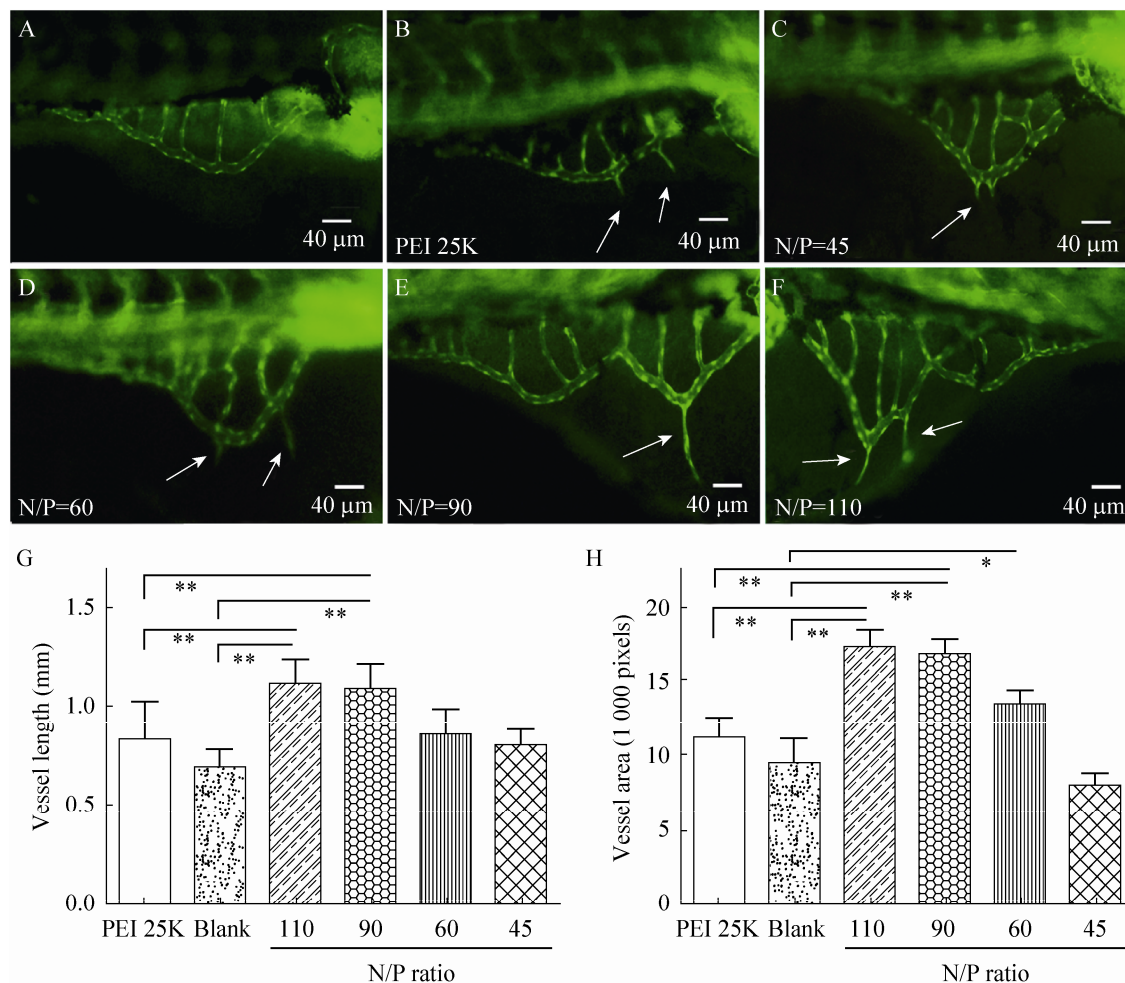 A
40 µm
B
PEI 25K
40 µm
C
N/P=45
40 µm
D
N/P=60
40 µm
E
N/P=90
40 µm
F
N/P=110
40 µm
G
Vessel length (mm)
1.5
1.0
0.5
0.0
**
**
**
**
PEI 25K Blank 110 90 60 45
N/P ratio
H
Vessel area (1 000 pixels)
20
15
10
5
0
*
**
**
**
**
PEI 25K Blank 110 90 60 45
N/P ratio